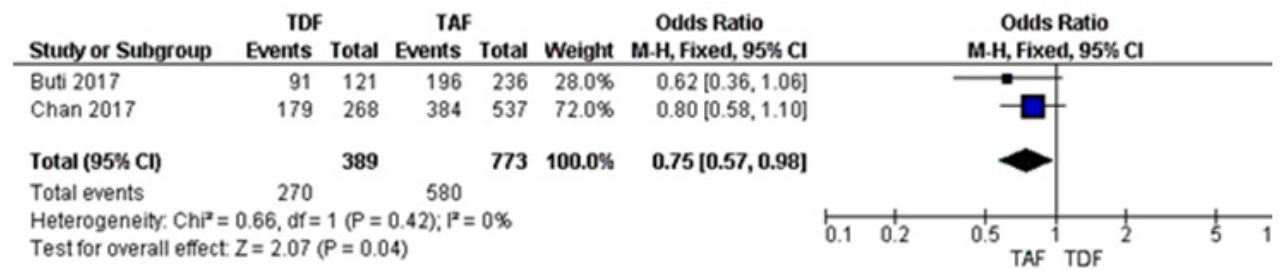 TDF TAF Odds Ratio Odds Ratio
Study or Subgroup Events Total Events Total Weight M-H, Fixed, 95% CI M-H, Fixed, 95% CI
Buti 2017 91 121 196 236 28.0% 0.62 [0.36, 1.06]
Chan 2017 179 268 384 537 72.0% 0.80 [0.58, 1.10]
Total (95% CI) 389 773 100.0% 0.75 [0.57, 0.98]
Total events 270 580
Heterogeneity: Chi² = 0.66, df = 1 (P = 0.42); I² = 0%
Test for overall effect: Z = 2.07 (P = 0.04)
0.1 0.2 0.5 1 2 5 1
TAF TDF